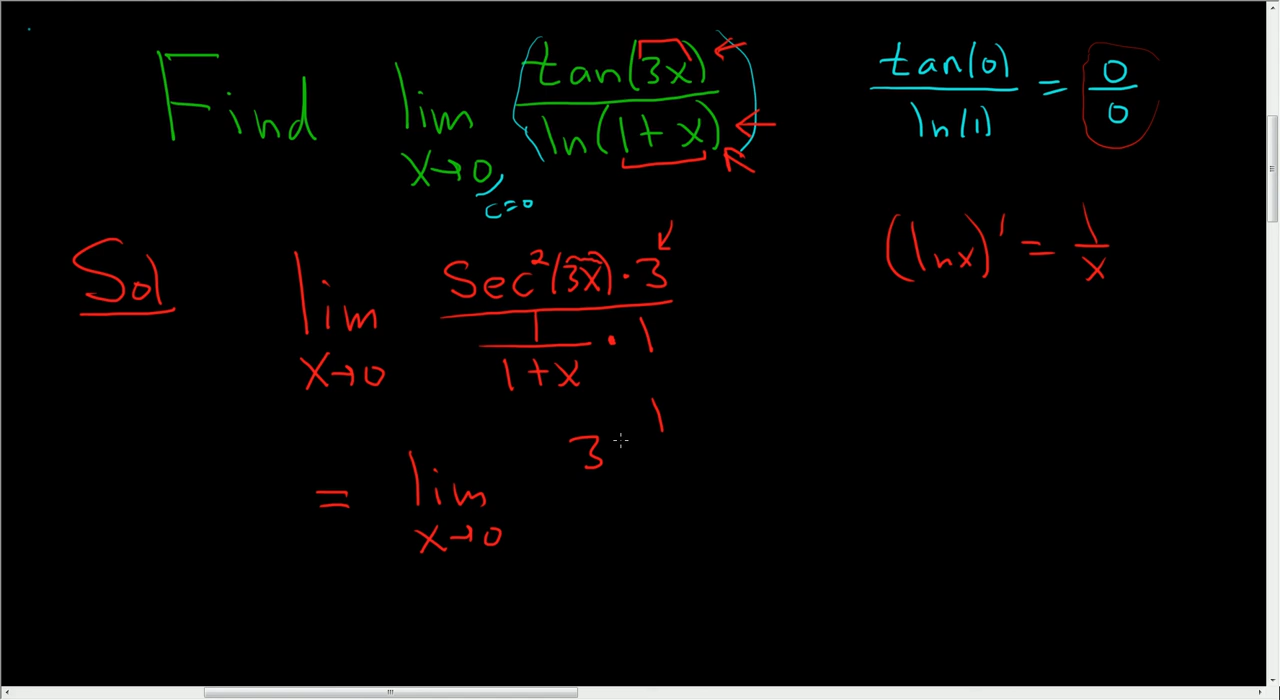 Find lim x→0 tan(3x) / ln(1 + x)
c=0
tan(0) / ln(1) = 0 / 0
(ln x)' = 1 / x
Sol lim x→0 sec²(3x) · 3 / 1 / 1+x · 1
= lim x→0 3 1